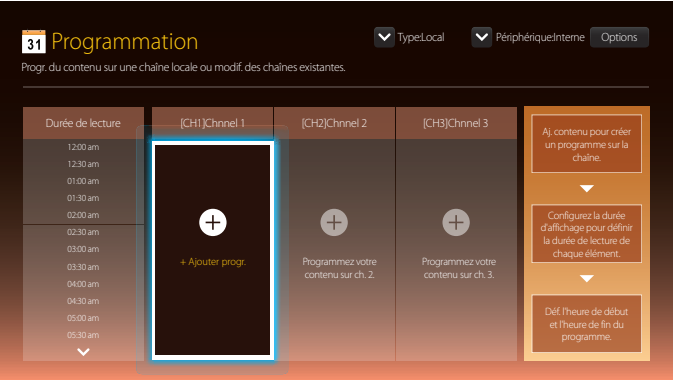 31 Programmation
Type:Local
Périphérique:Interne
Options
Progr. du contenu sur une chaîne locale ou modif. des chaînes existantes.
Durée de lecture
[CH1]Chnnel 1
[CH2]Chnnel 2
[CH3]Chnnel 3
12:00 am
12:30 am
01:00 am
01:30 am
02:00 am
02:30 am
03:00 am
03:30 am
04:00 am
04:30 am
05:00 am
05:30 am
+ Ajouter progr.
Programmez votre
contenu sur ch. 2.
Programmez votre
contenu sur ch. 3.
Aj. contenu pour créer
un programme sur la
chaîne.
Configurez la durée
d'affichage pour définir
la durée de lecture de
chaque élément.
Déf. l'heure de début
et l'heure de fin du
programme.